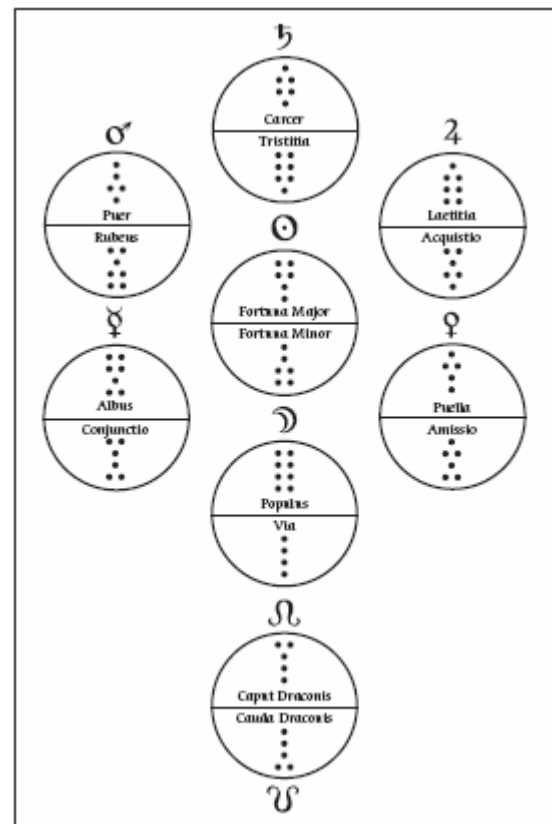 ♄
Carcer
Tristitia
♂
Puer
Rubeus
♃
Laetitia
Acquistio
☉
Fortuna Major
Fortuna Minor
☿
Albus
Conjunctio
♀
Puella
Amissio
☽
Populus
Via
☊
Caput Draconis
Cauda Draconis
☋